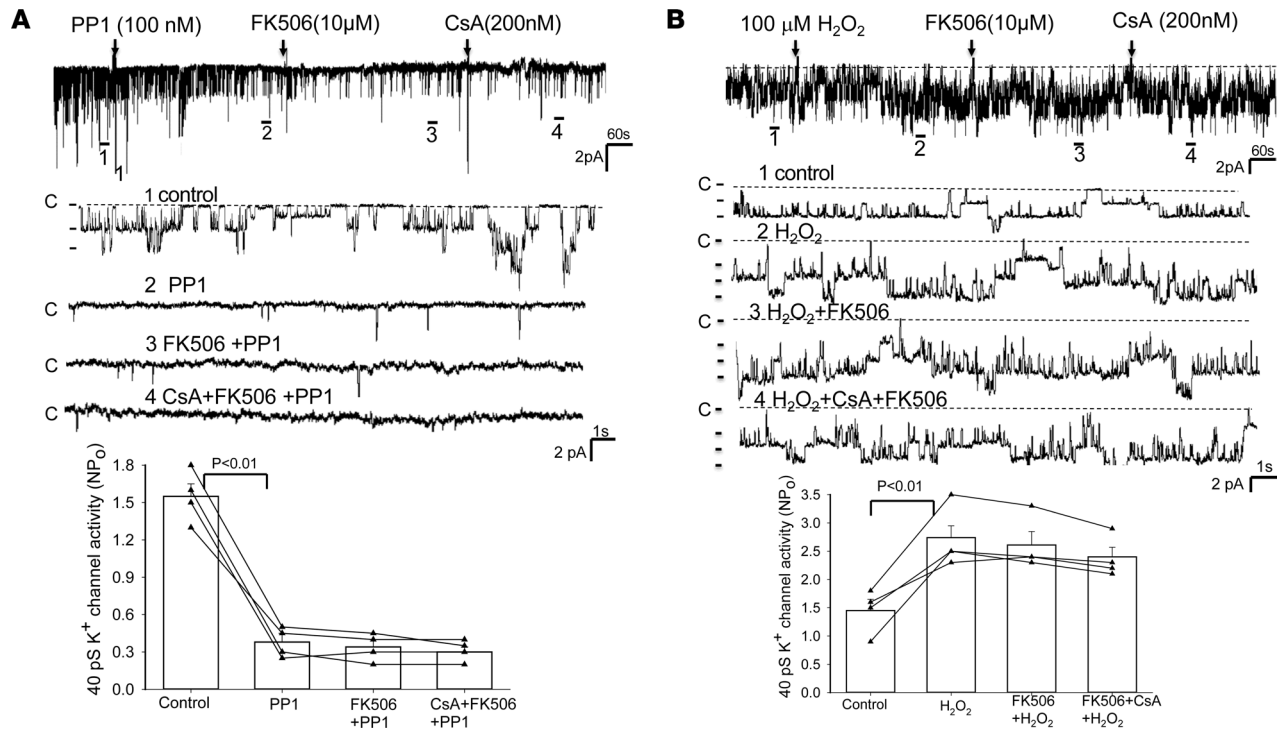 A
PP1 (100 nM) FK506(10µM) CsA(200nM)
1
1
2
3
4
60s
2pA
1 control
C
2 PP1
C
3 FK506 +PP1
C
4 CsA+FK506 +PP1
C
1s
2 pA
P<0.01
40 pS K+ channel activity (NPo)
1.8
1.5
1.2
0.9
0.6
0.3
0.0
Control PP1 FK506 CsA+FK506
+PP1 +PP1
B
100 µM H2O2 FK506(10µM) CsA (200nM)
1
2
3
4
60s
2pA
1 control
C
2 H2O2
C
3 H2O2+FK506
C
4 H2O2+CsA+FK506
C
1s
2 pA
P<0.01
40 pS K+ channel activity (NPo)
3.5
3.0
2.5
2.0
1.5
1.0
0.5
0.0
Control H2O2 FK506 FK506+CsA
+H2O2 +H2O2